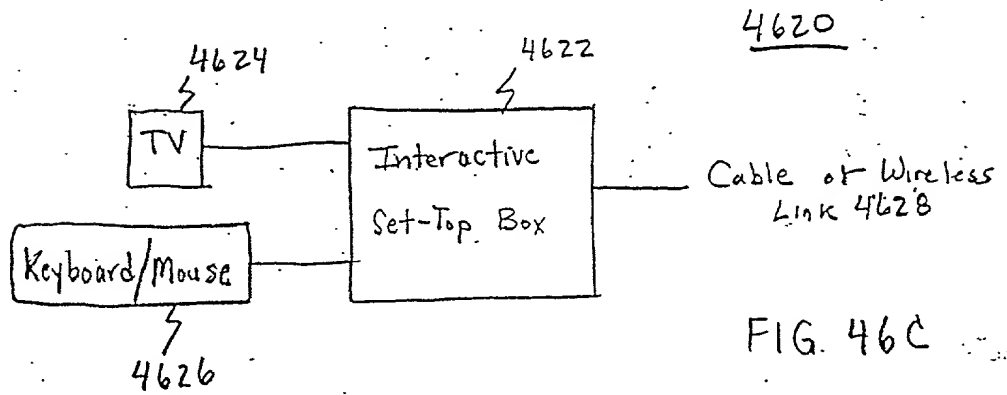 4620
4624
4622
TV
Interactive
Set-Top Box
Cable or Wireless
Link 4628
Keyboard/Mouse
4626
FIG. 46C